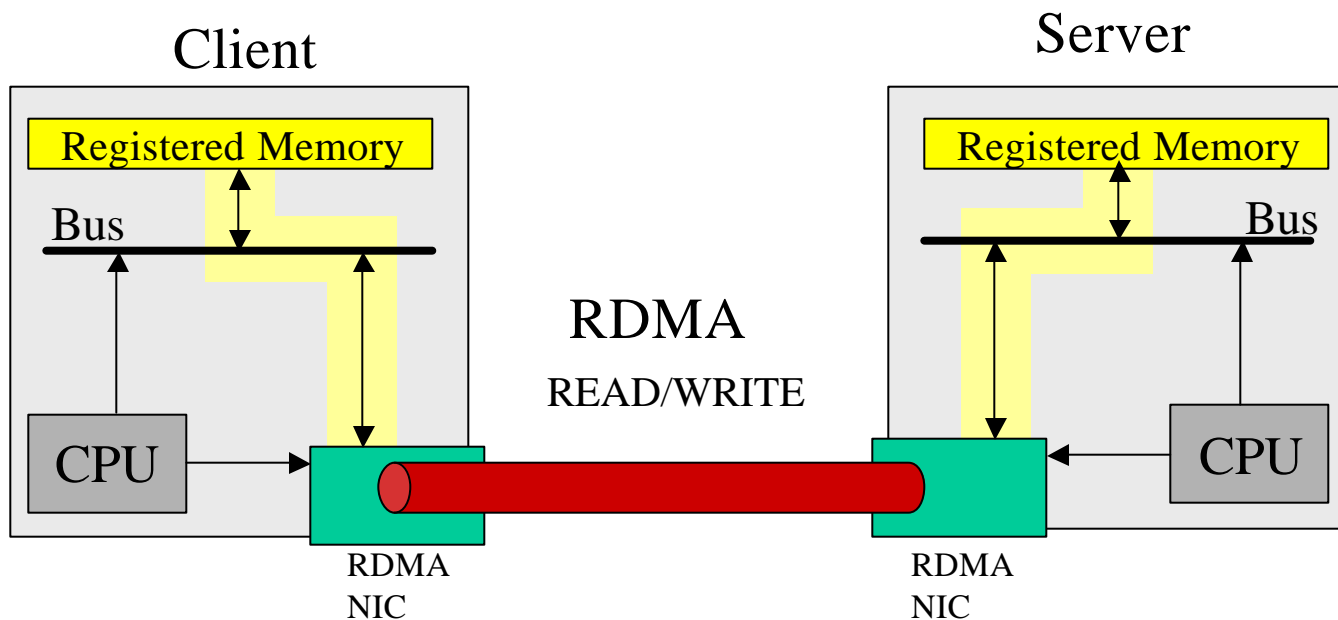 Client
Server
Registered Memory
Registered Memory
Bus
Bus
RDMA
READ/WRITE
CPU
CPU
RDMA
NIC
RDMA
NIC